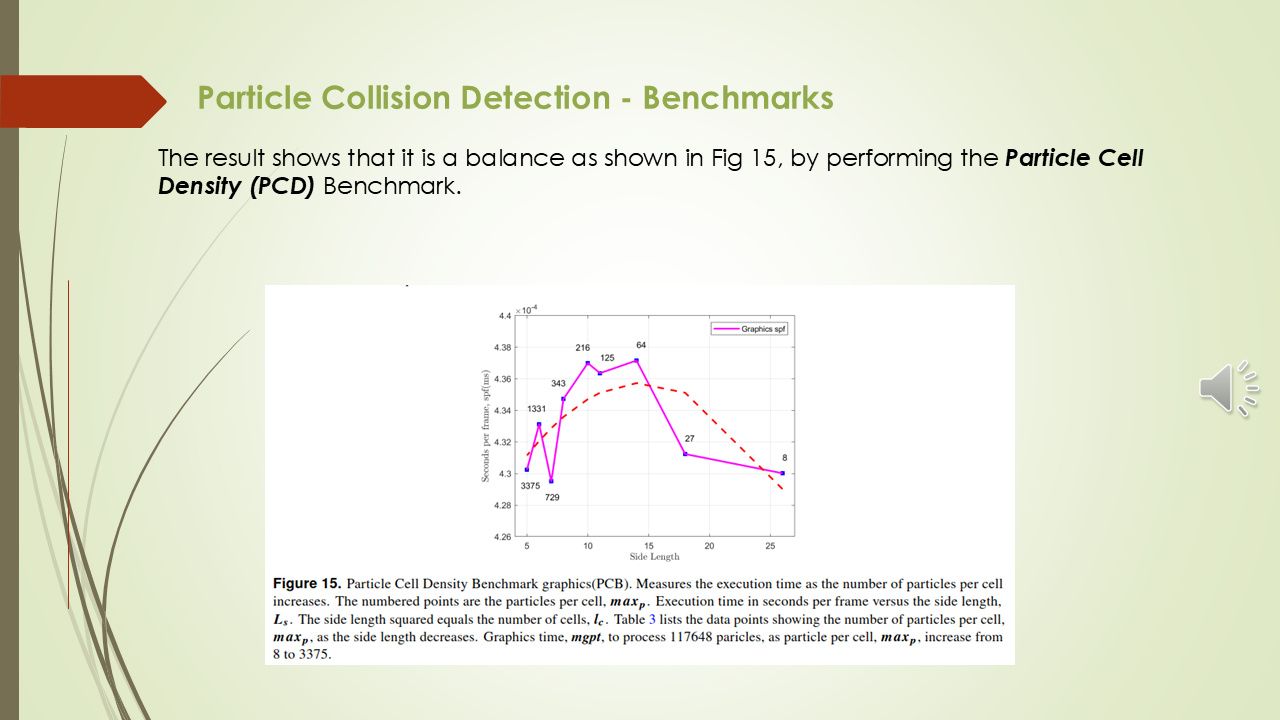 Particle Collision Detection - Benchmarks
The result shows that it is a balance as shown in Fig 15, by performing the Particle Cell
Density (PCD) Benchmark.
×10-4
4.4
4.38
4.36
4.34
4.32
4.3
4.28
4.26
Seconds per frame, spf(ms)
Graphics spf
3375
1331
729
343
216
125
64
27
8
5
10
15
20
25
Side Length
Figure 15. Particle Cell Density Benchmark graphics(PCB). Measures the execution time as the number of particles per cell
increases. The numbered points are the particles per cell, maxp. Execution time in seconds per frame versus the side length,
Ls. The side length squared equals the number of cells, lc. Table 3 lists the data points showing the number of particles per cell,
maxp, as the side length decreases. Graphics time, mgpt, to process 117648 paricles, as particle per cell, maxp, increase from
8 to 3375.